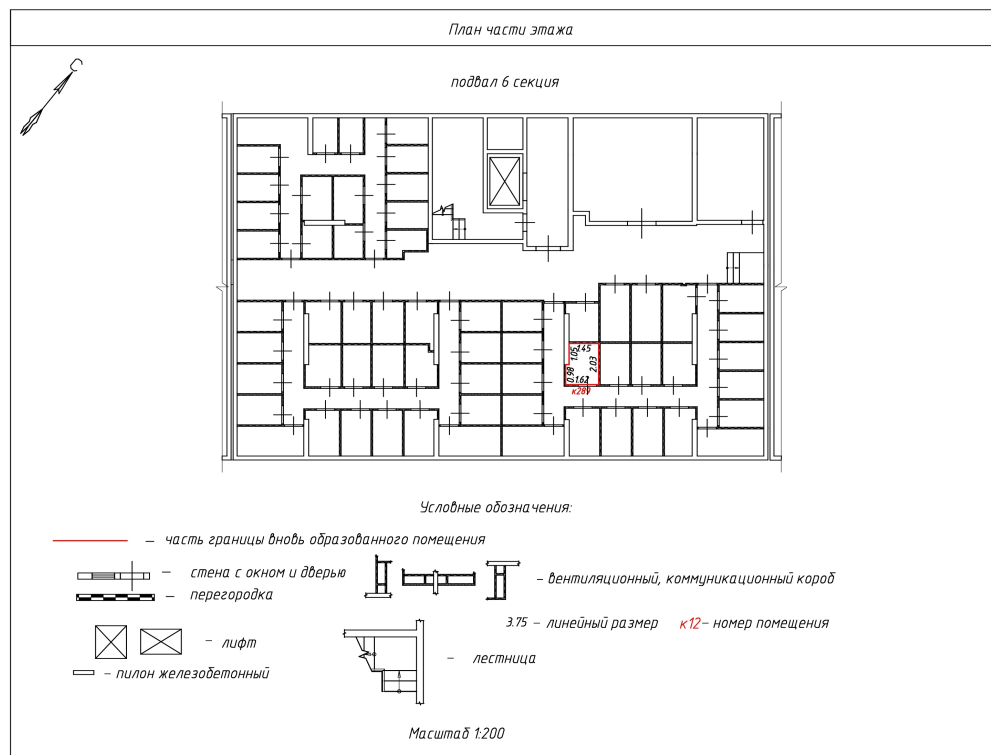 План части этажа
С
подвал 6 секция
1.45
1.05
2.03
0.98
1.62
к289
Условные обозначения:
– часть границы вновь образованного помещения
– стена с окном и дверью
– перегородка
– вентиляционный, коммуникационный короб
3.75 – линейный размер к12 – номер помещения
– лифт
– лестница
– пилон железобетонный
Масштаб 1:200